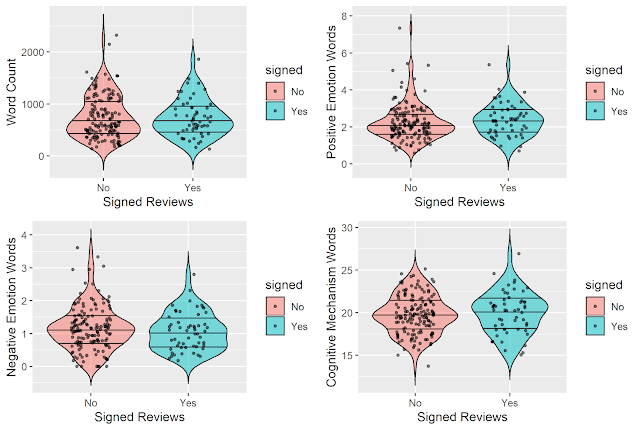 Word Count
2000
1000
0
No
Yes
Signed Reviews
signed
No
Yes
Positive Emotion Words
8
6
4
2
0
No
Yes
Signed Reviews
signed
No
Yes
Negative Emotion Words
4
3
2
1
0
No
Yes
Signed Reviews
signed
No
Yes
Cognitive Mechanism Words
30
25
20
15
No
Yes
Signed Reviews
signed
No
Yes